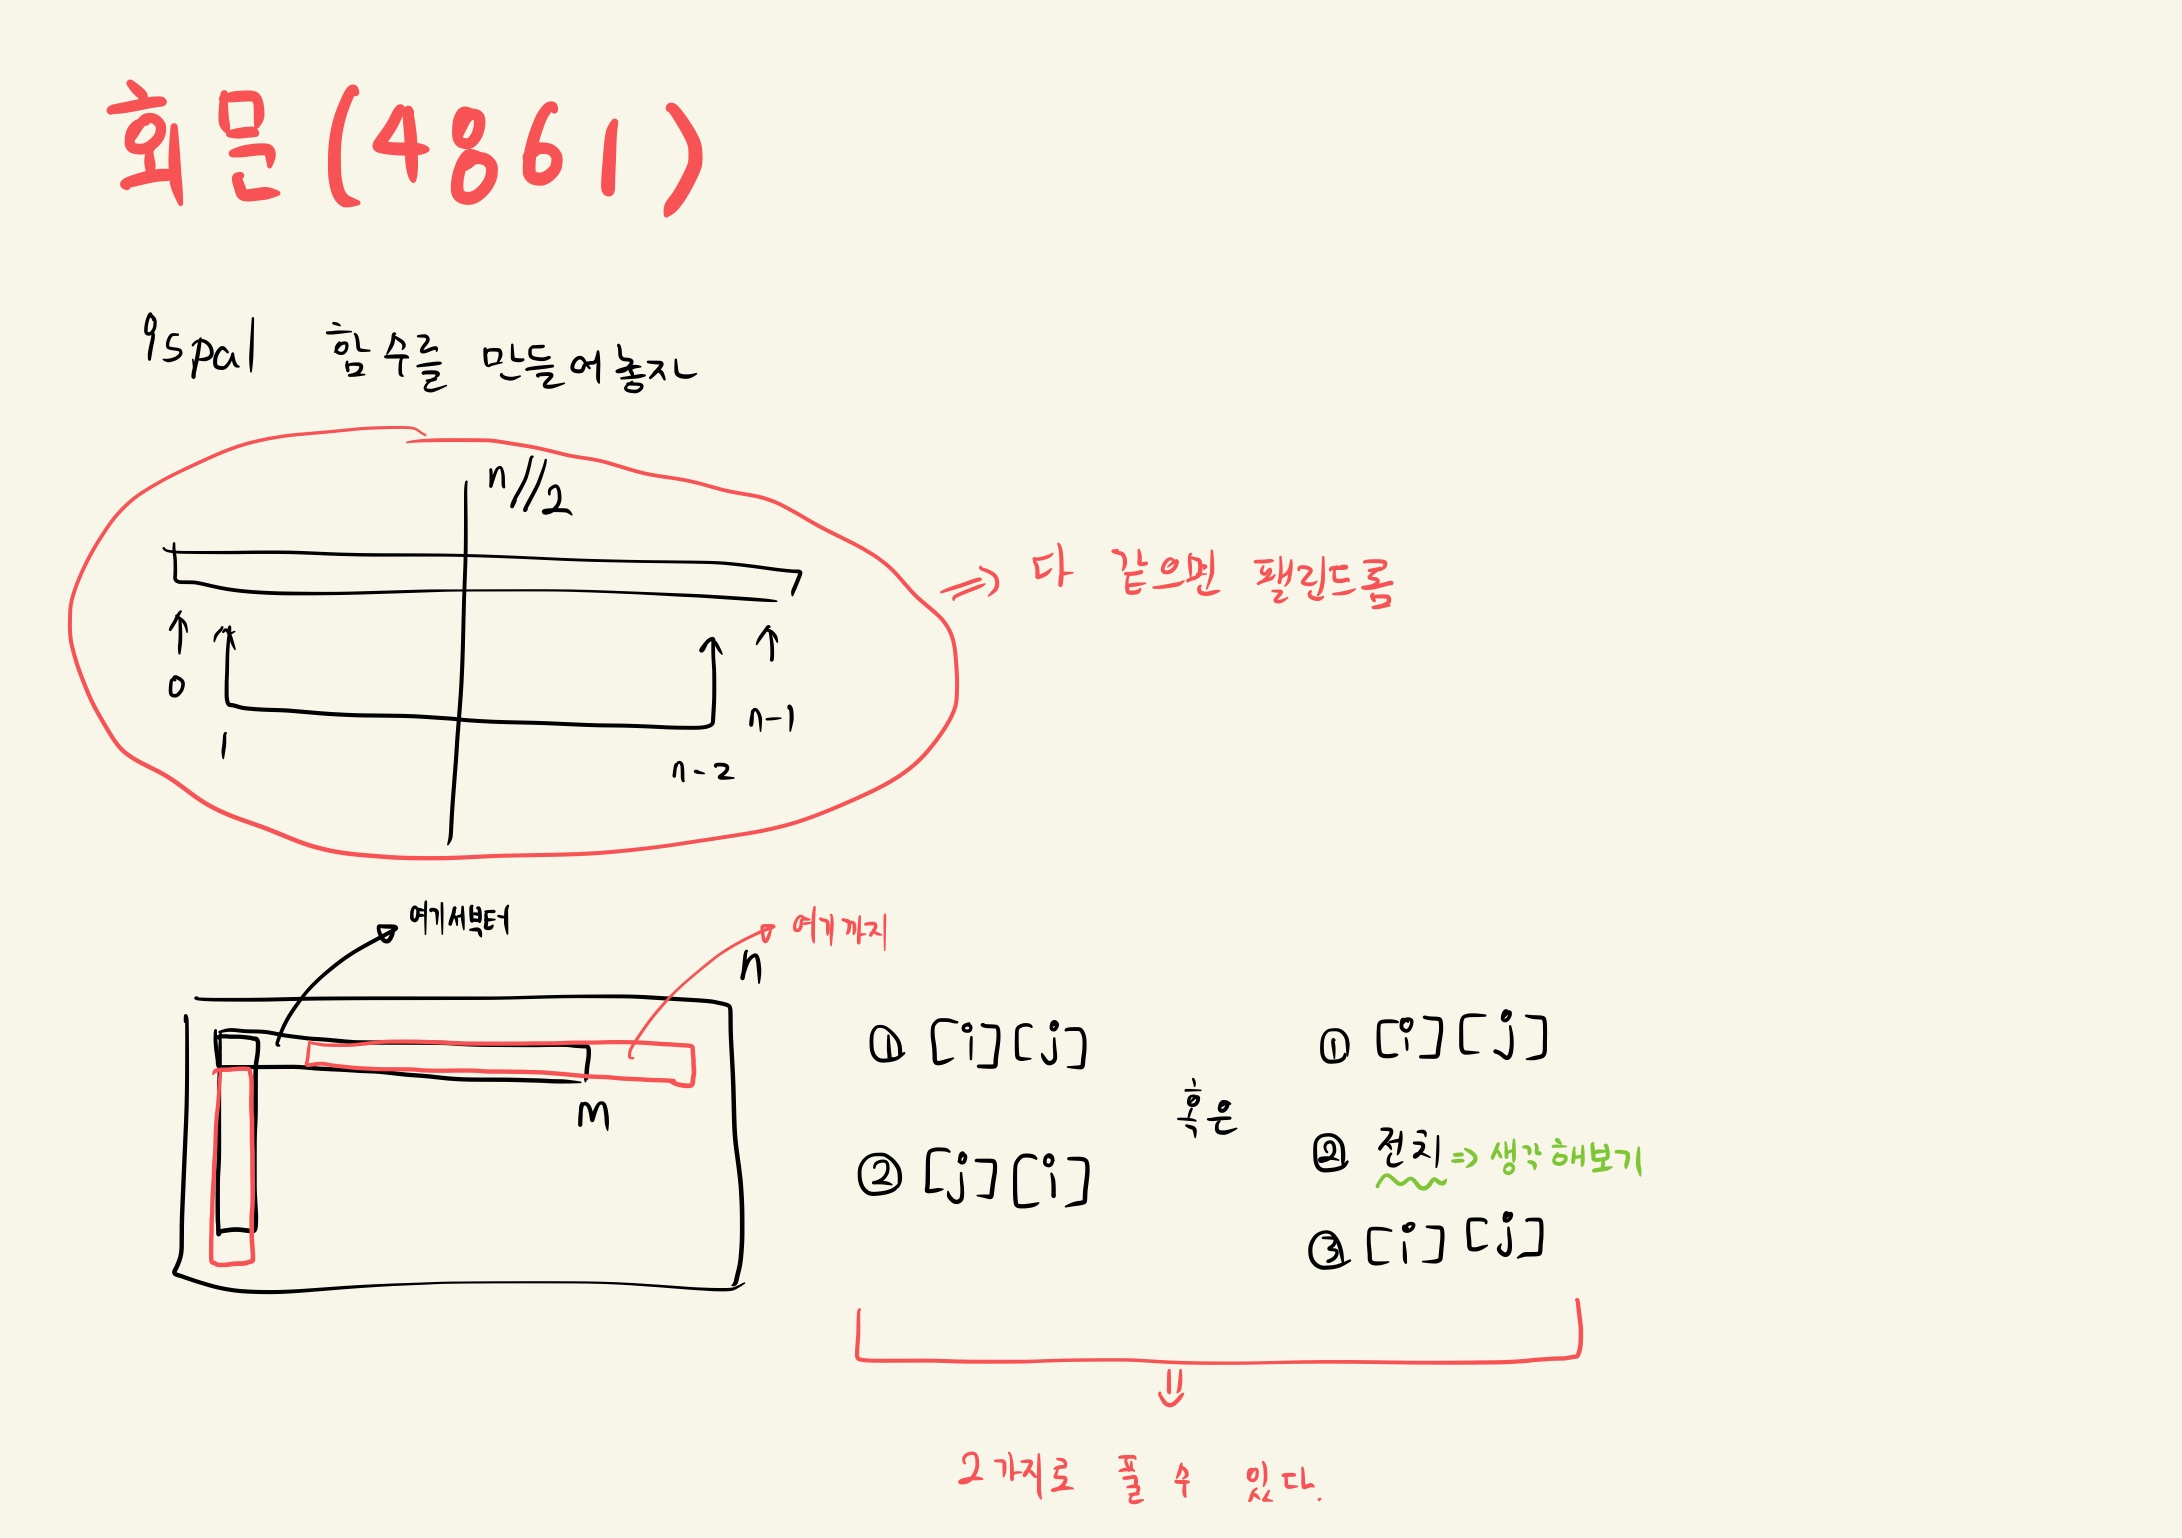 회문(4861)
ispal 함수를 만들어놓자
n//2
⇒ 다 같으면 팰린드롬
0
1
n-1
n-2
여기서부터
여기까지
n
m
① [i][j]
② [j][i]
혹은
① [i][j]
② 전치 ⇒ 생각해보기
③ [i][j]
2가지로 풀 수 있다.